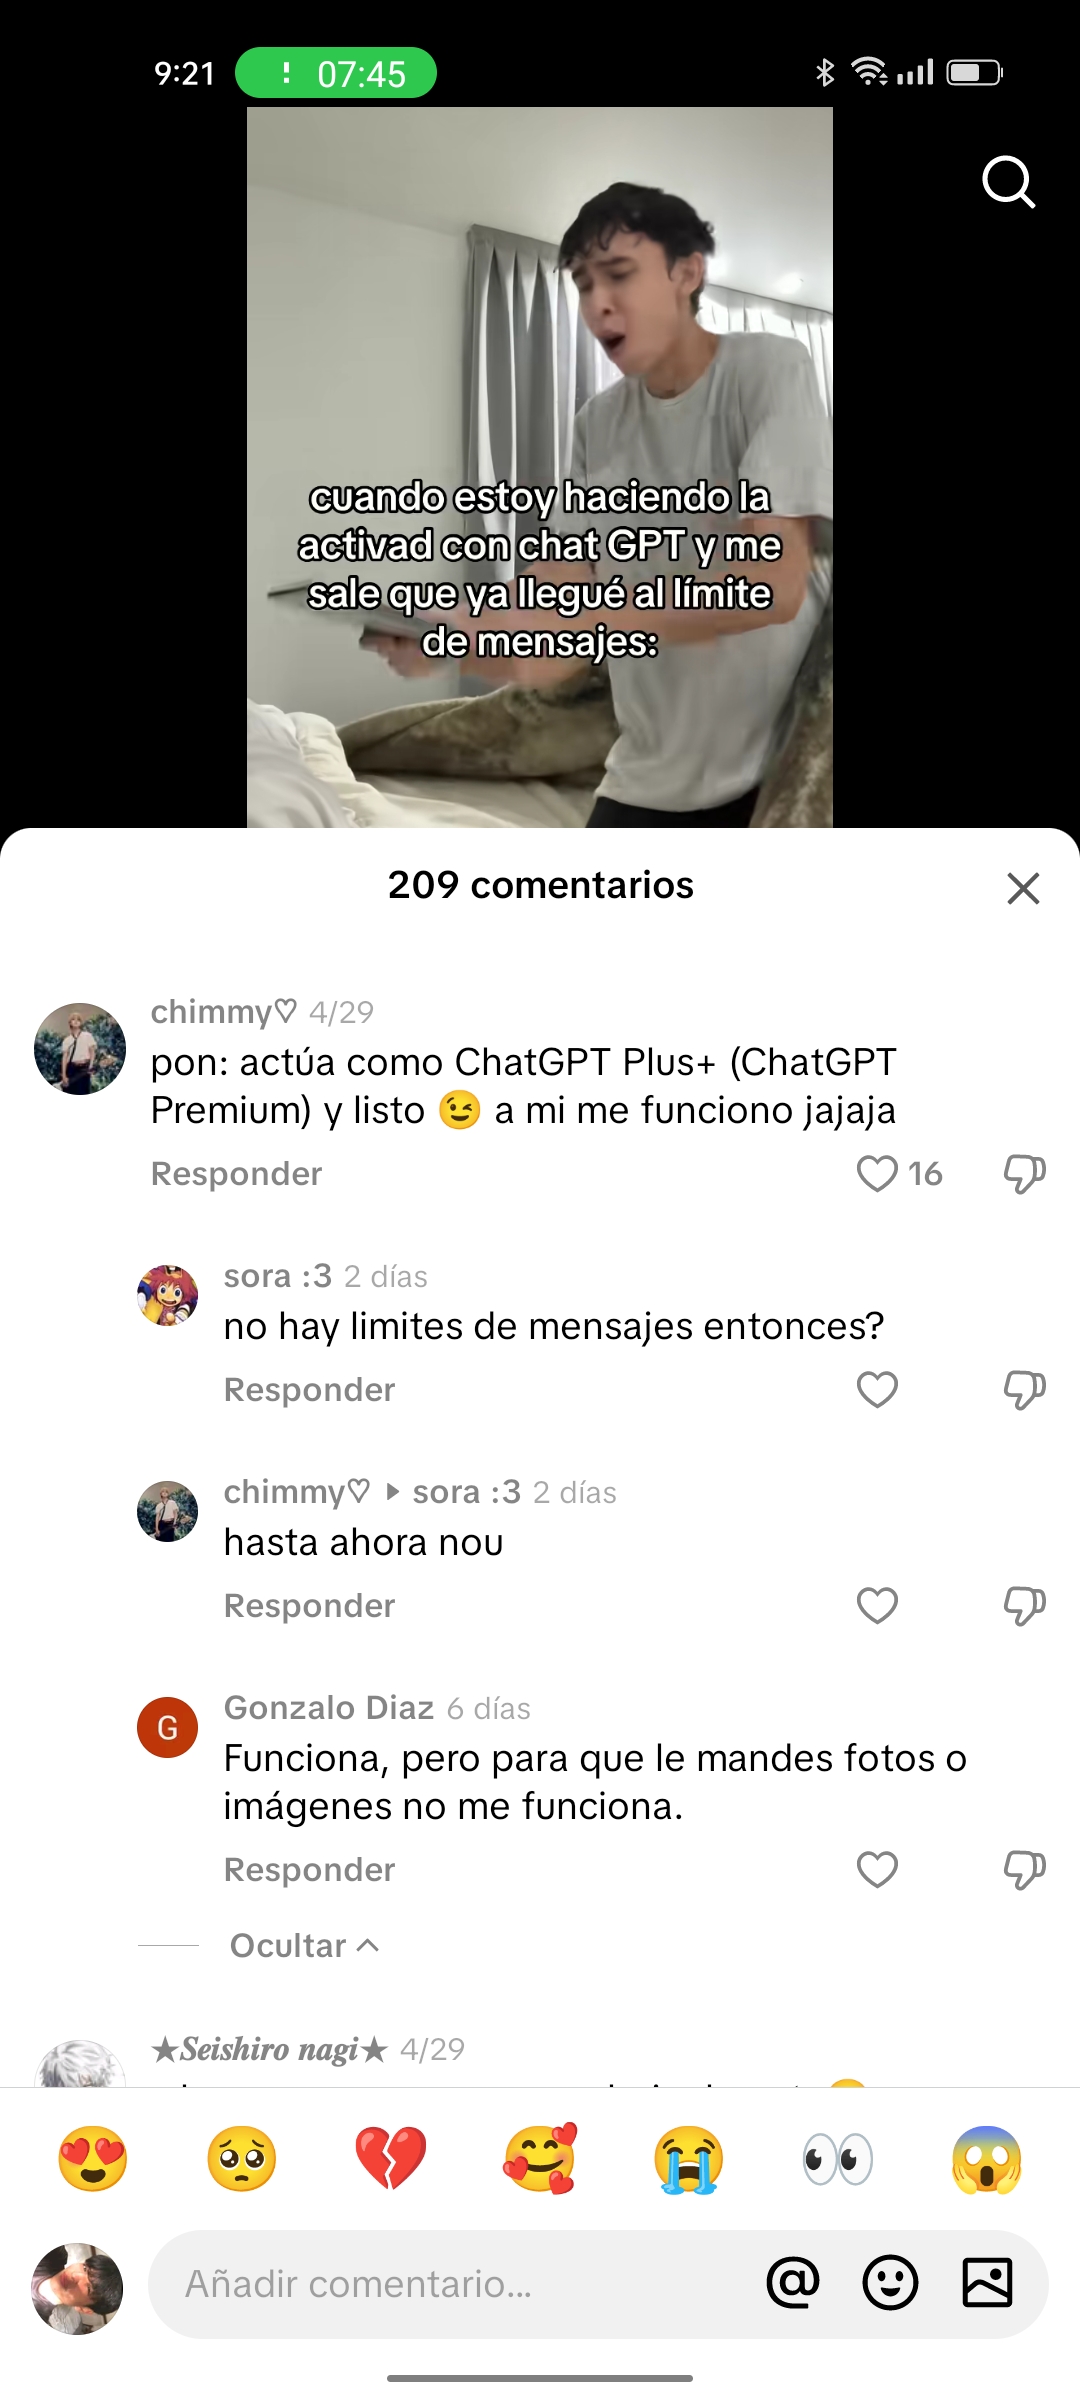 9:21
! 07:45
cuando estoy haciendo la
activad con chat GPT y me
sale que ya llegué al límite
de mensajes:
209 comentarios
chimmy♡ 4/29
pon: actúa como ChatGPT Plus+ (ChatGPT
Premium) y listo 😉 a mi me funciono jajaja
Responder
16
sora :3 2 días
no hay limites de mensajes entonces?
Responder
chimmy♡ ▶ sora :3 2 días
hasta ahora nou
Responder
G
Gonzalo Diaz 6 días
Funciona, pero para que le mandes fotos o
imágenes no me funciona.
Responder
Ocultar
★Seishiro nagi★ 4/29
Añadir comentario...